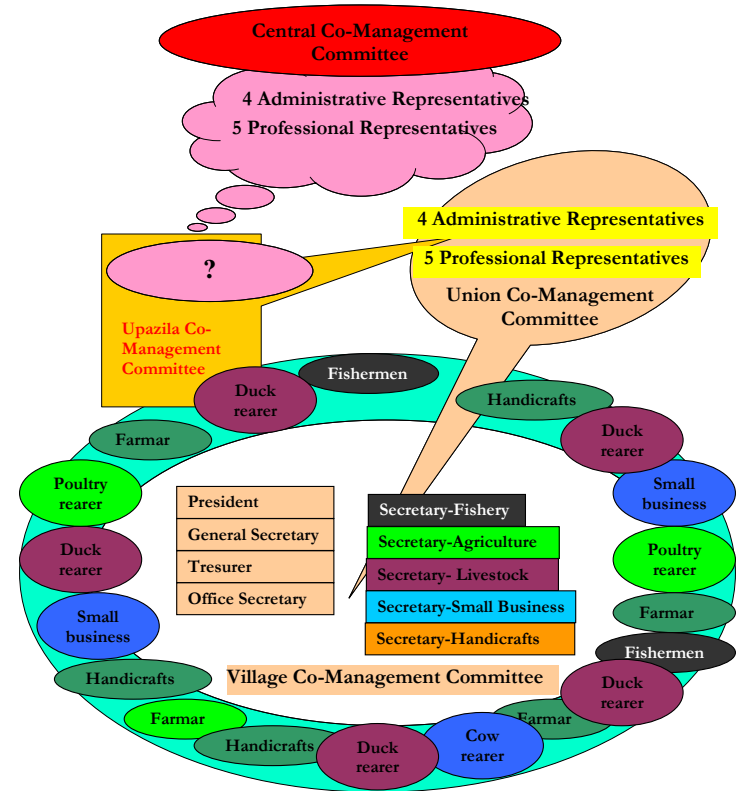 Central Co-Management
Committee
4 Administrative Representatives
5 Professional Representatives
4 Administrative Representatives
5 Professional Representatives
Union Co-Management
Committee
?
Upazila Co-
Management
Committee
Fishermen
Duck
rearer
Handicrafts
Farmar
Duck
rearer
Poultry
rearer
Small
business
President
General Secretary
Tresurer
Office Secretary
Secretary-Fishery
Secretary-Agriculture
Secretary- Livestock
Secretary-Small Business
Secretary-Handicrafts
Duck
rearer
Poultry
rearer
Small
business
Farmar
Fishermen
Handicrafts
Village Co-Management Committee
Duck
rearer
Farmar
Farmar
Handicrafts
Duck
rearer
Cow
rearer